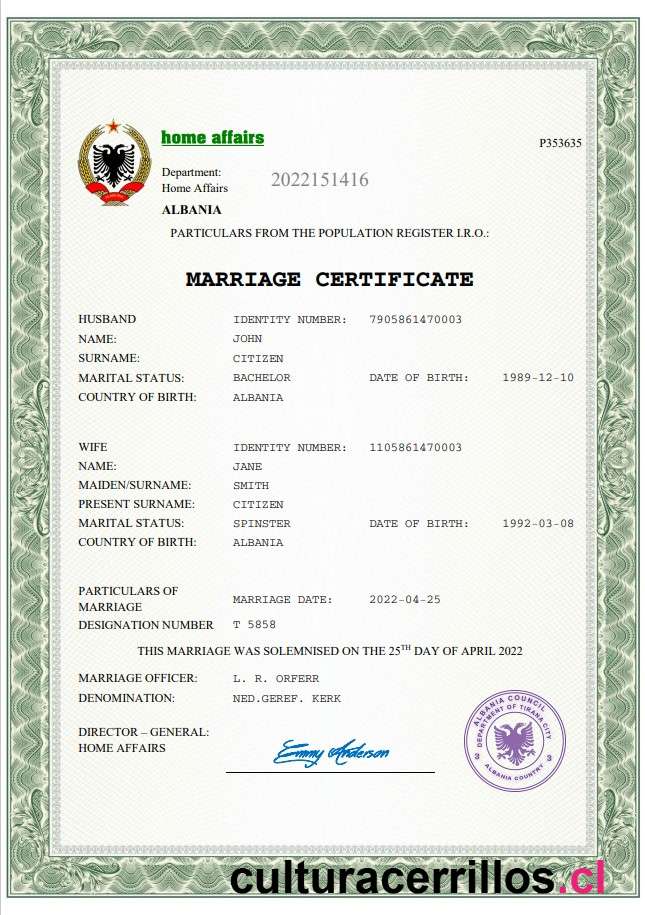 home affairs
P353635
Department:
Home Affairs
2022151416
ALBANIA
PARTICULARS FROM THE POPULATION REGISTER I.R.O.:
MARRIAGE CERTIFICATE
HUSBAND IDENTITY NUMBER: 7905861470003
NAME: JOHN
SURNAME: CITIZEN
MARITAL STATUS: BACHELOR DATE OF BIRTH: 1989-12-10
COUNTRY OF BIRTH: ALBANIA
WIFE IDENTITY NUMBER: 1105861470003
NAME: JANE
MAIDEN/SURNAME: SMITH
PRESENT SURNAME: CITIZEN
MARITAL STATUS: SPINSTER DATE OF BIRTH: 1992-03-08
COUNTRY OF BIRTH: ALBANIA
PARTICULARS OF
MARRIAGE MARRIAGE DATE: 2022-04-25
DESIGNATION NUMBER T 5858
THIS MARRIAGE WAS SOLEMNISED ON THE 25TH DAY OF APRIL 2022
MARRIAGE OFFICER: L. R. ORFERR
DENOMINATION: NED.GEREF. KERK
DIRECTOR – GENERAL:
HOME AFFAIRS
Emmy Anderson
ALBANIA COUNCIL
DEPARTMENT OF TIRANA CITY
3 3
ALBANIA COUNTRY
culturacerrillos.cl